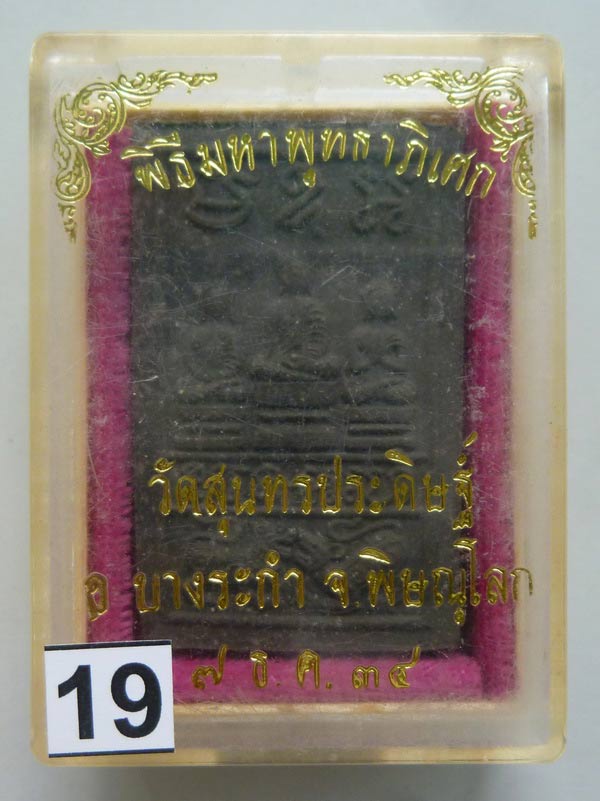 พิธีมหาพุทธาภิเศก
วัดสุนทรประดิษฐ์
อ บางระกำ จ.พิษณุโลก
๗ ธ.ค.๓๔
19